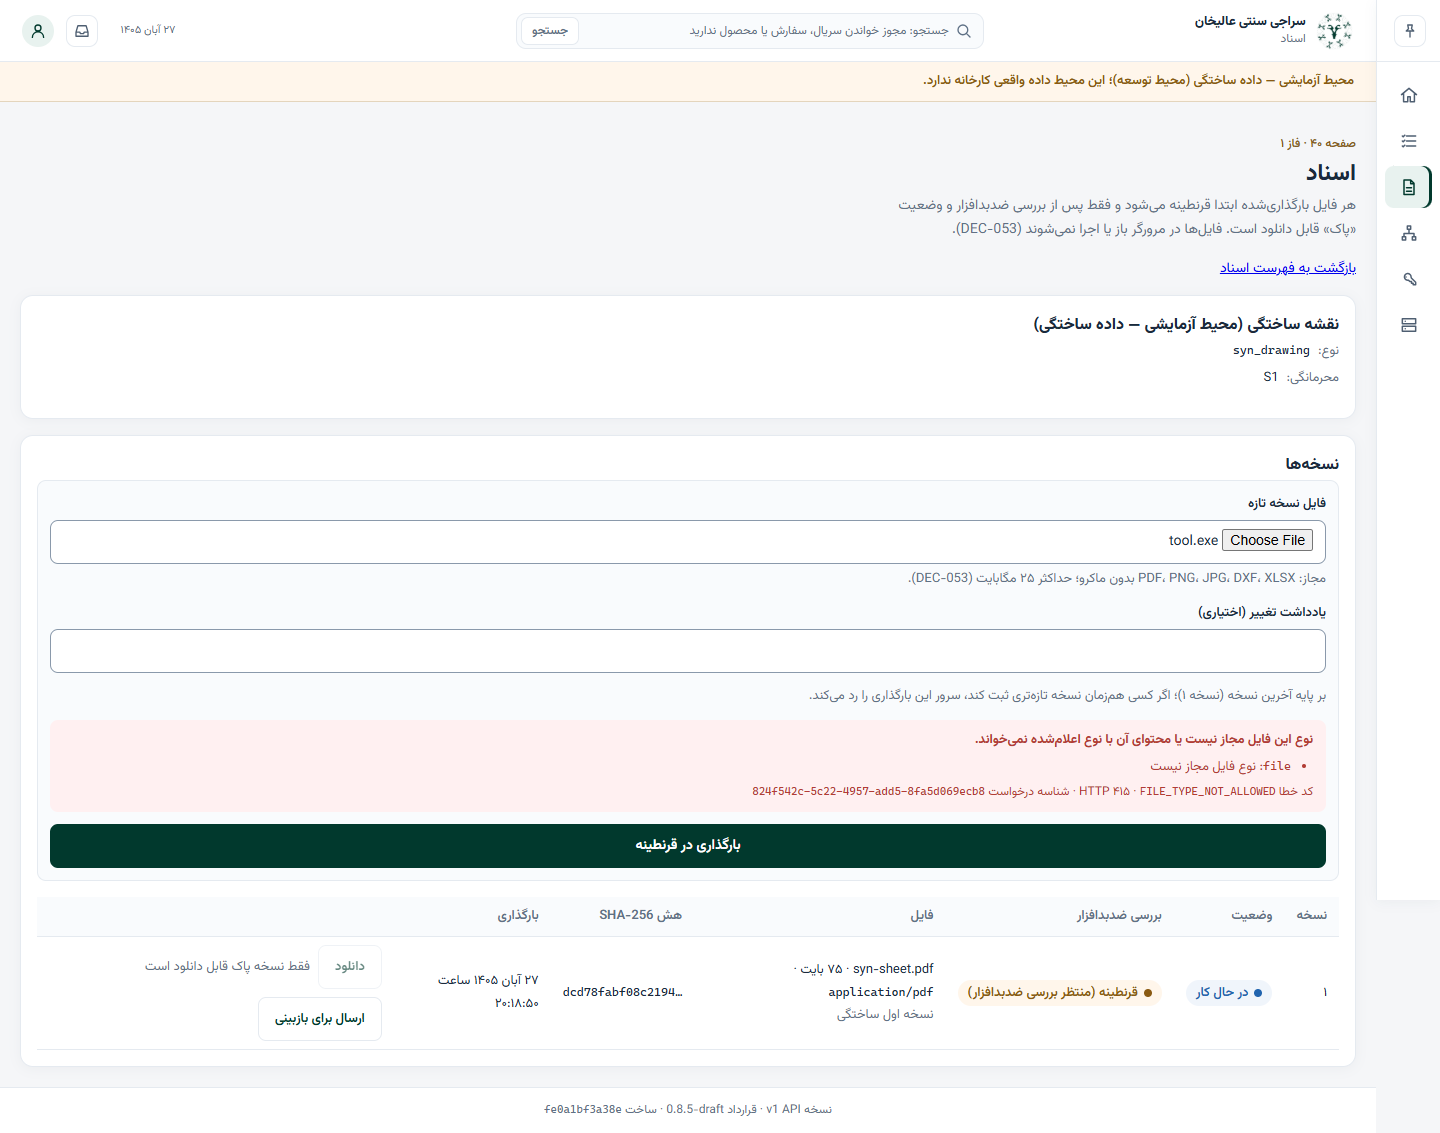 سراجی سنتی عالیخان
اسناد
جستجو: مجوز خواندن سریال، سفارش یا محصول ندارید
جستجو
۲۷ آبان ۱۴۰۵
محیط آزمایشی — داده ساختگی (محیط توسعه)؛ این محیط داده واقعی کارخانه ندارد.
صفحه ۴۰ · فاز ۱
اسناد
هر فایل بارگذاری‌شده ابتدا قرنطینه می‌شود و فقط پس از بررسی ضدبدافزار و وضعیت
«پاک» قابل دانلود است. فایل‌ها در مرورگر باز یا اجرا نمی‌شوند (DEC-053).
بازگشت به فهرست اسناد
نقشه ساختگی (محیط آزمایشی — داده ساختگی)
نوع: syn_drawing
محرمانگی: S1
نسخه‌ها
فایل نسخه تازه
Choose File tool.exe
مجاز: PDF، PNG، JPG، DXF، XLSX بدون ماکرو؛ حداکثر ۲۵ مگابایت (DEC-053).
یادداشت تغییر (اختیاری)
بر پایه آخرین نسخه (نسخه ۱)؛ اگر کسی هم‌زمان نسخه تازه‌تری ثبت کند، سرور این بارگذاری را رد می‌کند.
نوع این فایل مجاز نیست یا محتوای آن با نوع اعلام‌شده نمی‌خواند.
• file: نوع فایل مجاز نیست
کد خطا FILE_TYPE_NOT_ALLOWED · HTTP ۴۱۵ · شناسه درخواست 824f542c-5c22-4957-add5-8fa5d069ecb8
بارگذاری در قرنطینه
نسخه وضعیت بررسی ضدبدافزار فایل هش SHA-256 بارگذاری
۱ در حال کار قرنطینه (منتظر بررسی ضدبدافزار)
syn-sheet.pdf · ۷۵ بایت ·
application/pdf
نسخه اول ساختگی
dcd78fabf08c2194…
۲۷ آبان ۱۴۰۵ ساعت
۲۰:۱۸:۵۰
دانلود فقط نسخه پاک قابل دانلود است
ارسال برای بازبینی
نسخه v1 API · قرارداد 0.8.5-draft · ساخت fe0a1bf3a38e